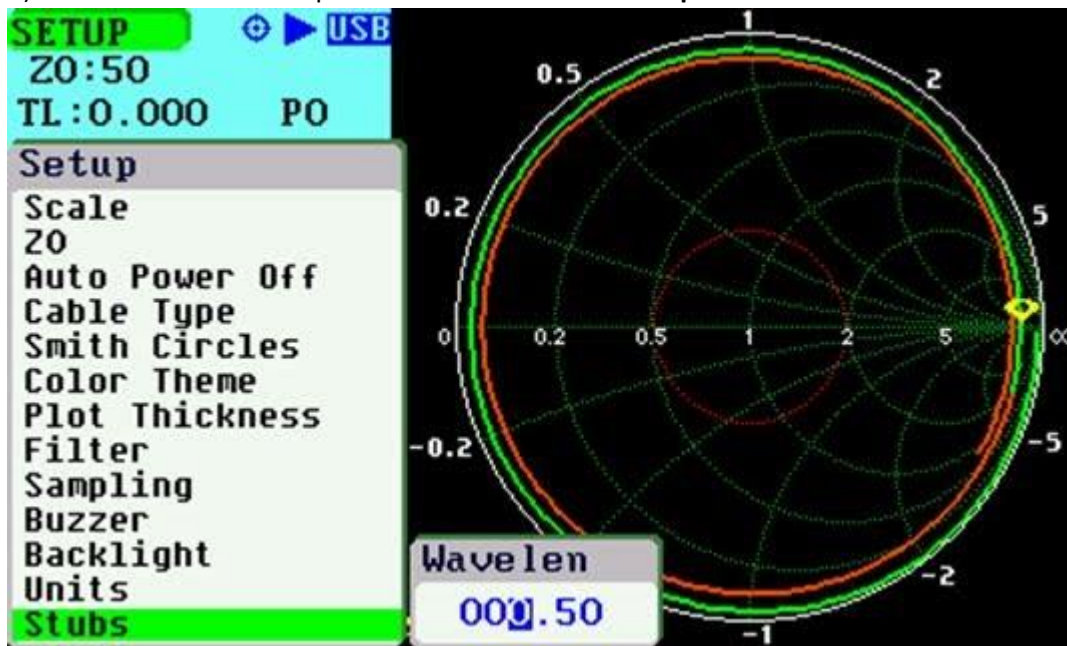 SETUP USB
ZO:50
TL:0.000 PO
Setup
Scale
ZO
Auto Power Off
Cable Type
Smith Circles
Color Theme
Plot Thickness
Filter
Sampling
Buzzer
Backlight
Units
Stubs
Wavelen
000.50
1
0.5 2
0.2 5
0 0.2 0.5 1 2 5 ∞
-0.2 -5
-2
-1